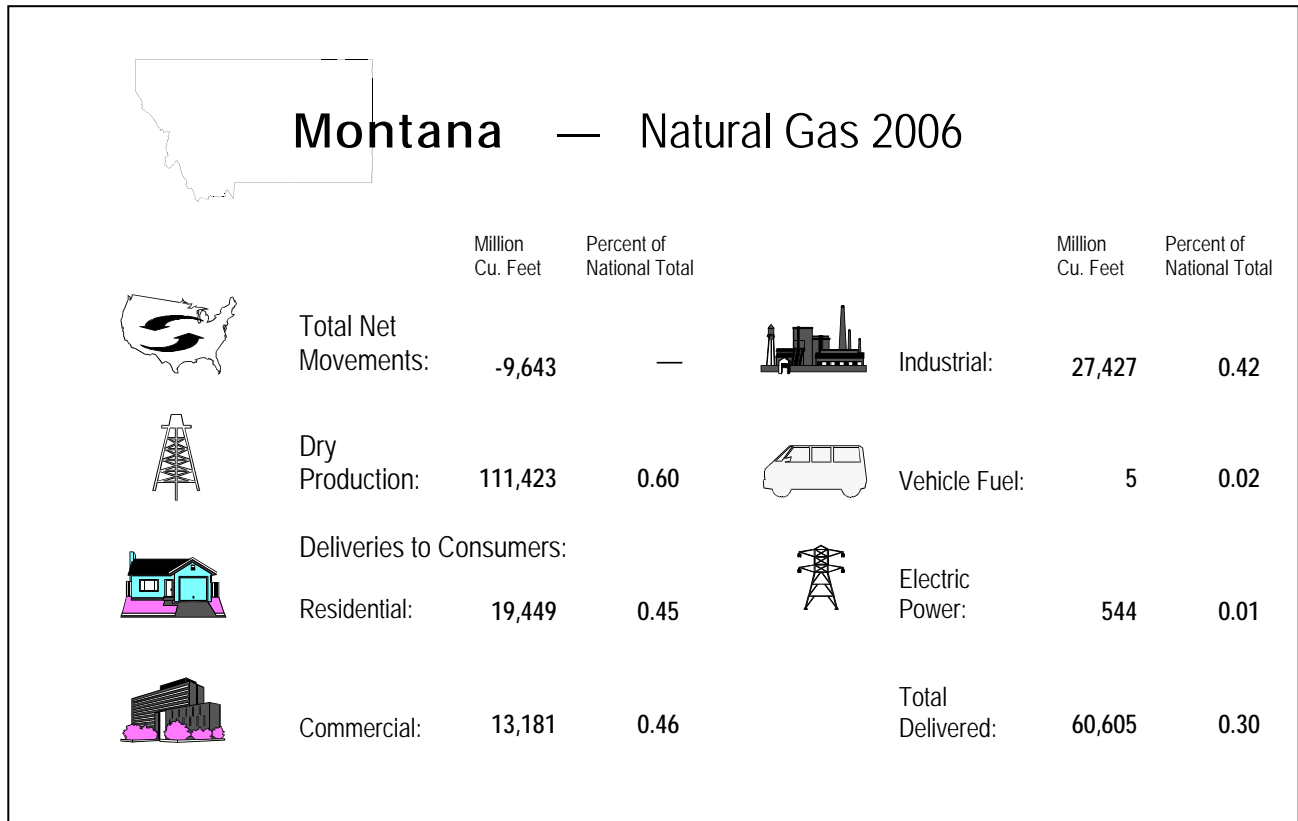 Montana — Natural Gas 2006
Million Percent of
Cu. Feet National Total
Total Net
Movements: -9,643 —
Dry
Production: 111,423 0.60
Deliveries to Consumers:
Residential: 19,449 0.45
Commercial: 13,181 0.46
Million Percent of
Cu. Feet National Total
Industrial: 27,427 0.42
Vehicle Fuel: 5 0.02
Electric
Power: 544 0.01
Total
Delivered: 60,605 0.30